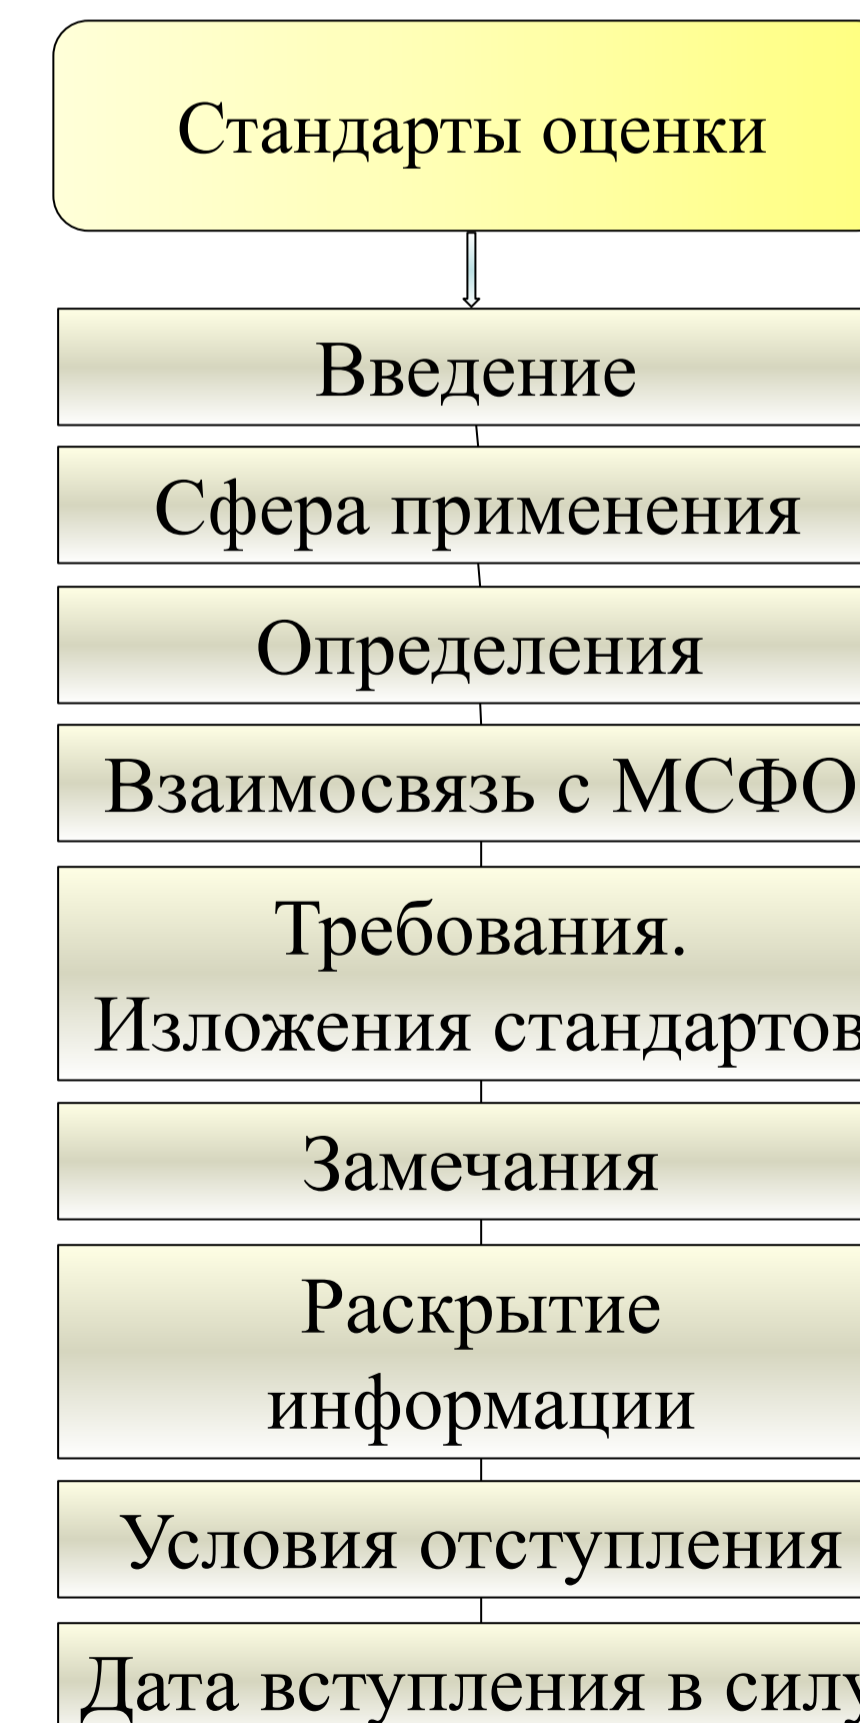 Стандарты оценки
Введение
Сфера применения
Определения
Взаимосвязь с МСФО
Требования.
Изложения стандартов
Замечания
Раскрытие
информации
Условия отступления
Дата вступления в силу